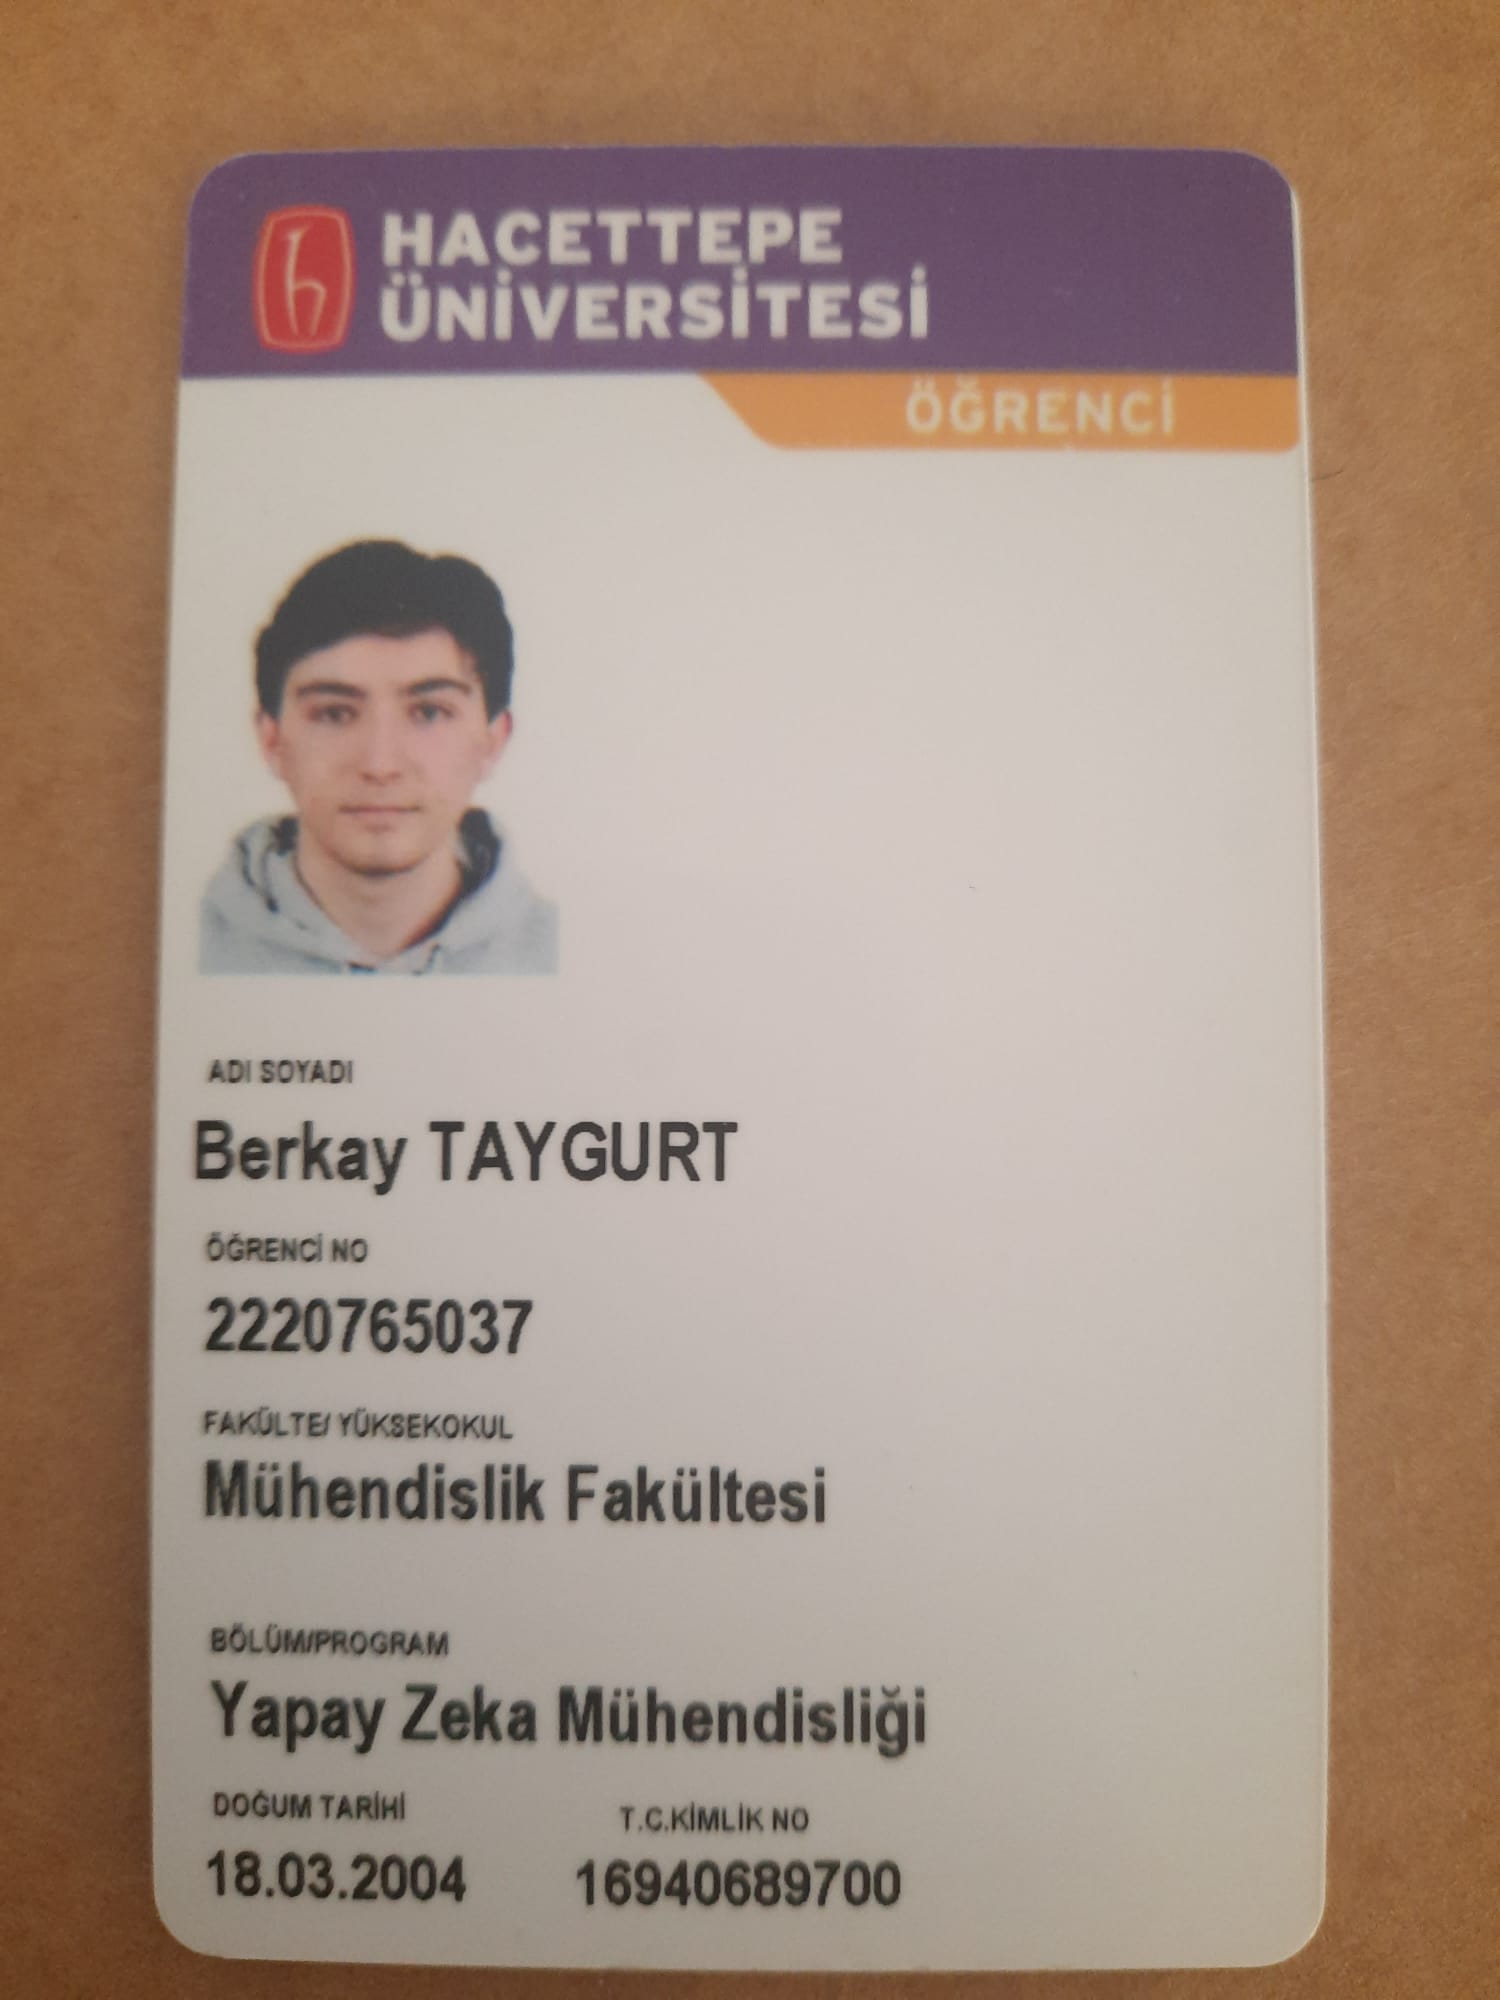 HACETTEPE
ÜNİVERSİTESİ
ÖĞRENCİ
ADI SOYADI
Berkay TAYGURT
ÖĞRENCİ NO
2220765037
FAKÜLTE/ YÜKSEKOKUL
Mühendislik Fakültesi
BÖLÜM/PROGRAM
Yapay Zeka Mühendisliği
DOĞUM TARİHİ T.C.KİMLİK NO
18.03.2004 16940689700